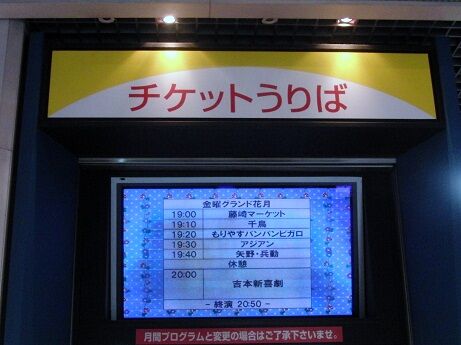 チケットうりば
金曜グランド花月
19:00 藤崎マーケット
19:10 千鳥
19:20 もりやすバンバンビガロ
19:30 アジアン
19:40 矢野・兵動
休憩
20:00 吉本新喜劇
- 終演 20:50 -
月間プログラムと変更の場合はご了承下さいませ。